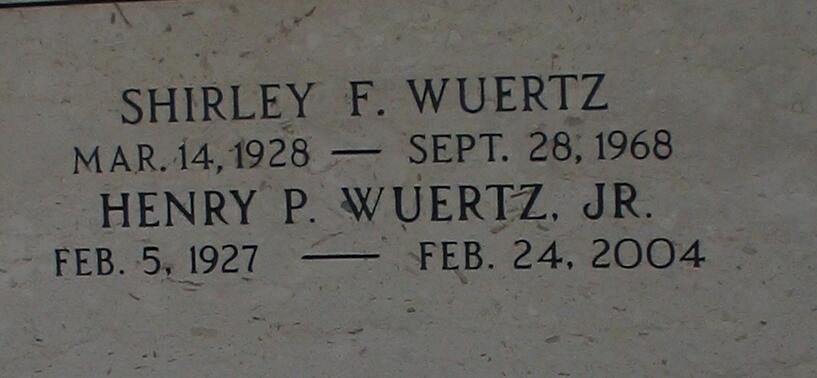 SHIRLEY F. WUERTZ
MAR. 14, 1928 — SEPT. 28, 1968
HENRY P. WUERTZ, JR.
FEB. 5, 1927 — FEB. 24, 2004